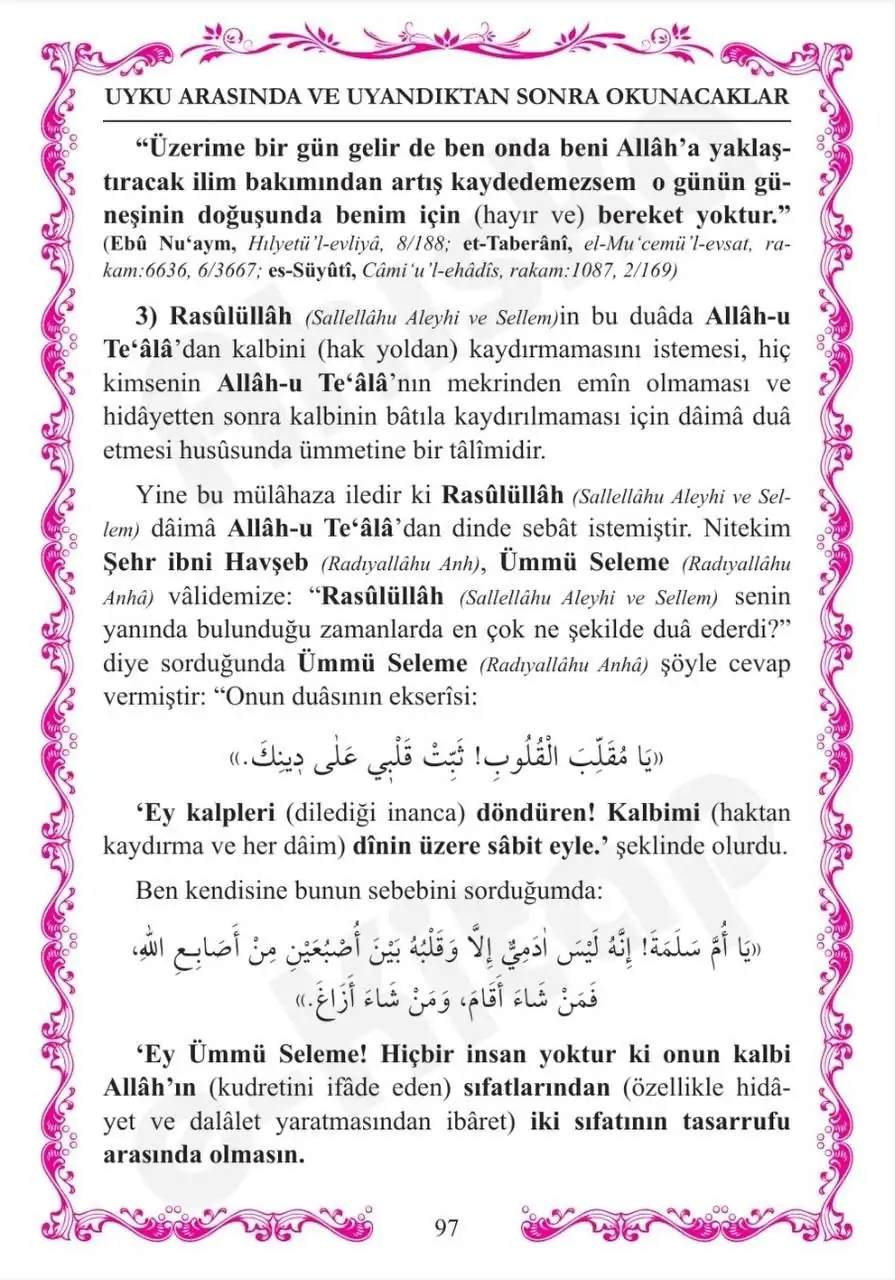 UYKU ARASINDA VE UYANDIKTAN SONRA OKUNACAKLAR
“Üzerime bir gün gelir de ben onda beni Allâh’a yaklaş-
tıracak ilim bakımından artış kaydedemezsem o günün gü-
neşinin doğuşunda benim için (hayır ve) bereket yoktur.”
(Ebû Nu‘aym, Hılyetü’l-evliyâ, 8/188; et-Taberânî, el-Mu‘cemü’l-evsat, ra-
kam:6636, 6/3667; es-Süyûtî, Câmi‘u’l-ehâdîs, rakam:1087, 2/169)
3) Rasûlüllâh (Sallellâhu Aleyhi ve Sellem)in bu duâda Allâh-u
Te‘âlâ’dan kalbini (hak yoldan) kaydırmamasını istemesi, hiç
kimsenin Allâh-u Te‘âlâ’nın mekrinden emîn olmaması ve
hidâyetten sonra kalbinin bâtıla kaydırılmaması için dâimâ duâ
etmesi husûsunda ümmetine bir tâlîmidir.
Yine bu mülâhaza iledir ki Rasûlüllâh (Sallellâhu Aleyhi ve Sel-
lem) dâimâ Allâh-u Te‘âlâ’dan dinde sebât istemiştir. Nitekim
Şehr ibni Havşeb (Radıyallâhu Anh), Ümmü Seleme (Radıyallâhu
Anhâ) vâlidemize: “Rasûlüllâh (Sallellâhu Aleyhi ve Sellem) senin
yanında bulunduğu zamanlarda en çok ne şekilde duâ ederdi?”
diye sorduğunda Ümmü Seleme (Radıyallâhu Anhâ) şöyle cevap
vermiştir: “Onun duâsının ekserîsi:
«يَا مُقَلِّبَ الْقُلُوبِ! ثَبِّتْ قَلْبِي عَلٰى دِينِكَ.»
‘Ey kalpleri (dilediği inanca) döndüren! Kalbimi (haktan
kaydırma ve her dâim) dînin üzere sâbit eyle.’ şeklinde olurdu.
Ben kendisine bunun sebebini sorduğumda:
«يَا أُمَّ سَلَمَةَ! إِنَّهُ لَيْسَ اٰدَمِيٌّ إِلَّا وَقَلْبُهُ بَيْنَ أُصْبُعَيْنِ مِنْ أَصَابِعِ اللّٰهِ،
فَمَنْ شَاءَ أَقَامَ، وَمَنْ شَاءَ أَزَاغَ.»
‘Ey Ümmü Seleme! Hiçbir insan yoktur ki onun kalbi
Allâh’ın (kudretini ifâde eden) sıfatlarından (özellikle hidâ-
yet ve dalâlet yaratmasından ibâret) iki sıfatının tasarrufu
arasında olmasın.
97